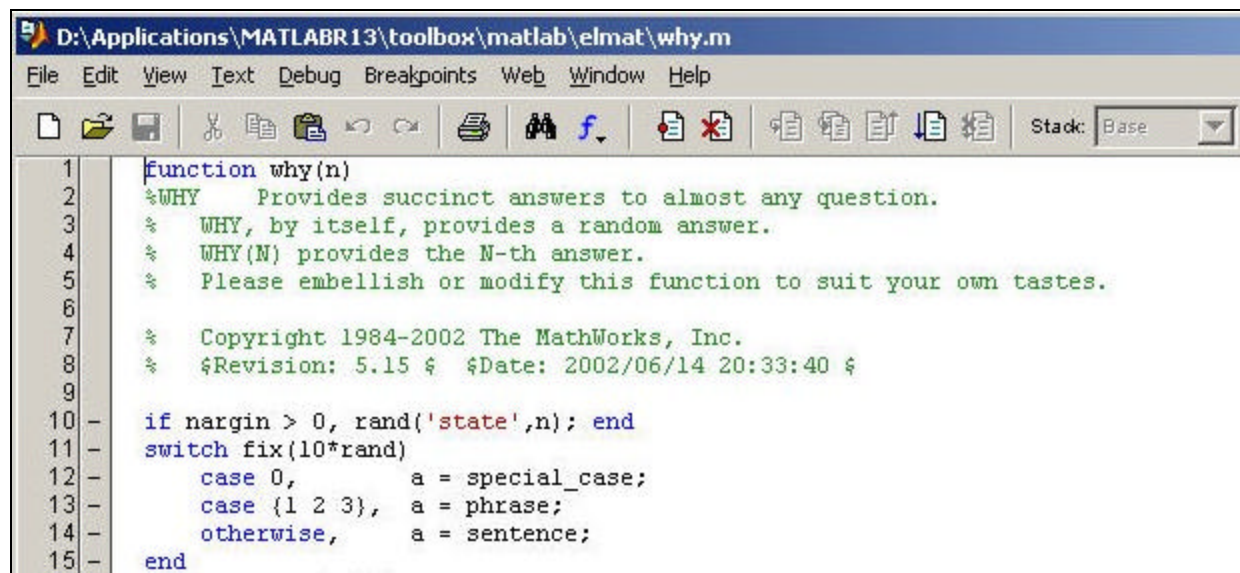 D:\Applications\MATLABR13\toolbox\matlab\elmat\why.m
File Edit View Text Debug Breakpoints Web Window Help
Stack: Base
1 function why(n)
2 %WHY Provides succinct answers to almost any question.
3 % WHY, by itself, provides a random answer.
4 % WHY(N) provides the N-th answer.
5 % Please embellish or modify this function to suit your own tastes.
6
7 % Copyright 1984-2002 The MathWorks, Inc.
8 % $Revision: 5.15 $ $Date: 2002/06/14 20:33:40 $
9
10 – if nargin > 0, rand('state',n); end
11 – switch fix(10*rand)
12 – case 0, a = special_case;
13 – case {1 2 3}, a = phrase;
14 – otherwise, a = sentence;
15 – end